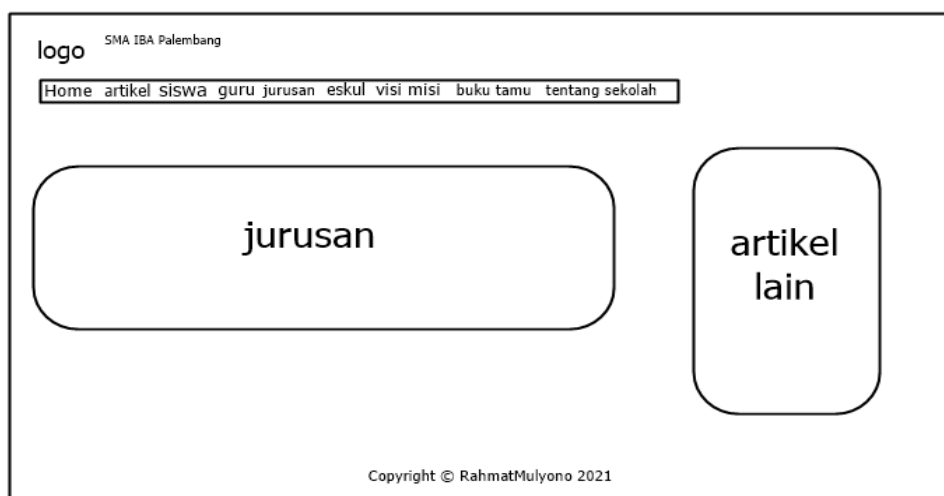 logo SMA IBA Palembang
Home artikel siswa guru jurusan eskul visi misi buku tamu tentang sekolah
jurusan
artikel
lain
Copyright © RahmatMulyono 2021